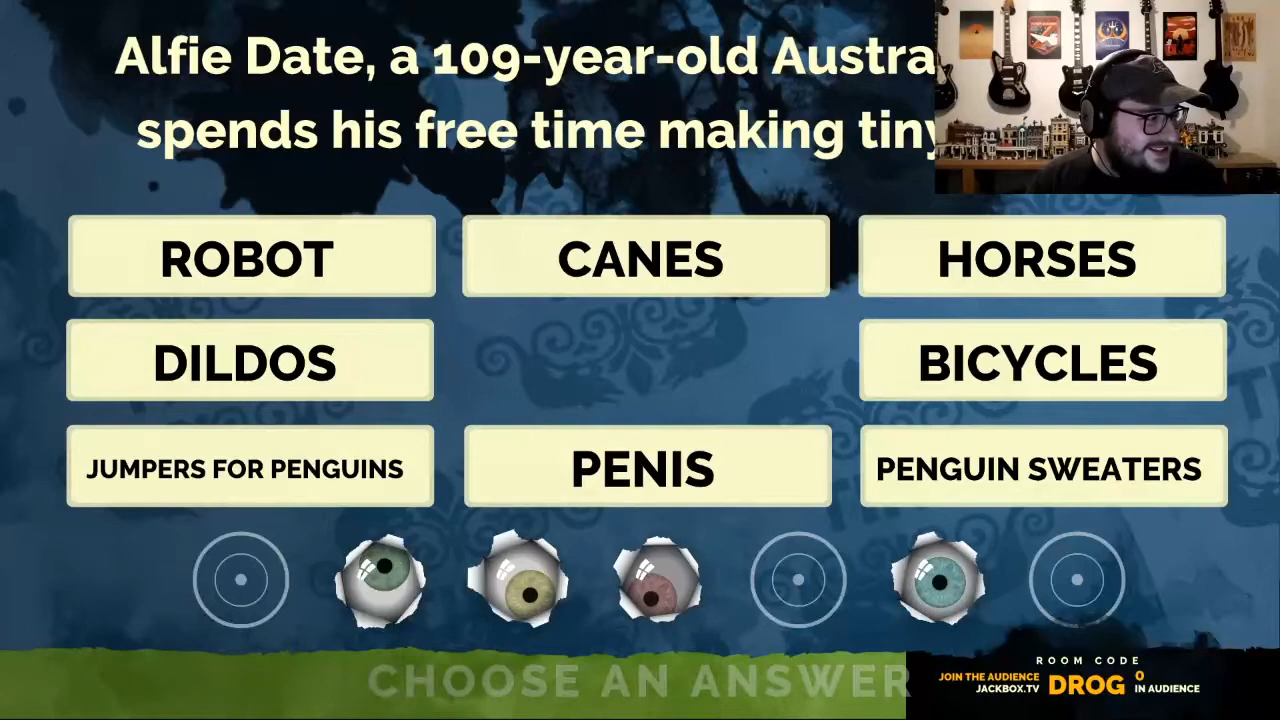 Alfie Date, a 109-year-old Austra
spends his free time making tiny
ROBOT
CANES
HORSES
DILDOS
BICYCLES
JUMPERS FOR PENGUINS
PENIS
PENGUIN SWEATERS
CHOOSE AN ANSWER
ROOM CODE
JOIN THE AUDIENCE
JACKBOX.TV
DROG
0
IN AUDIENCE